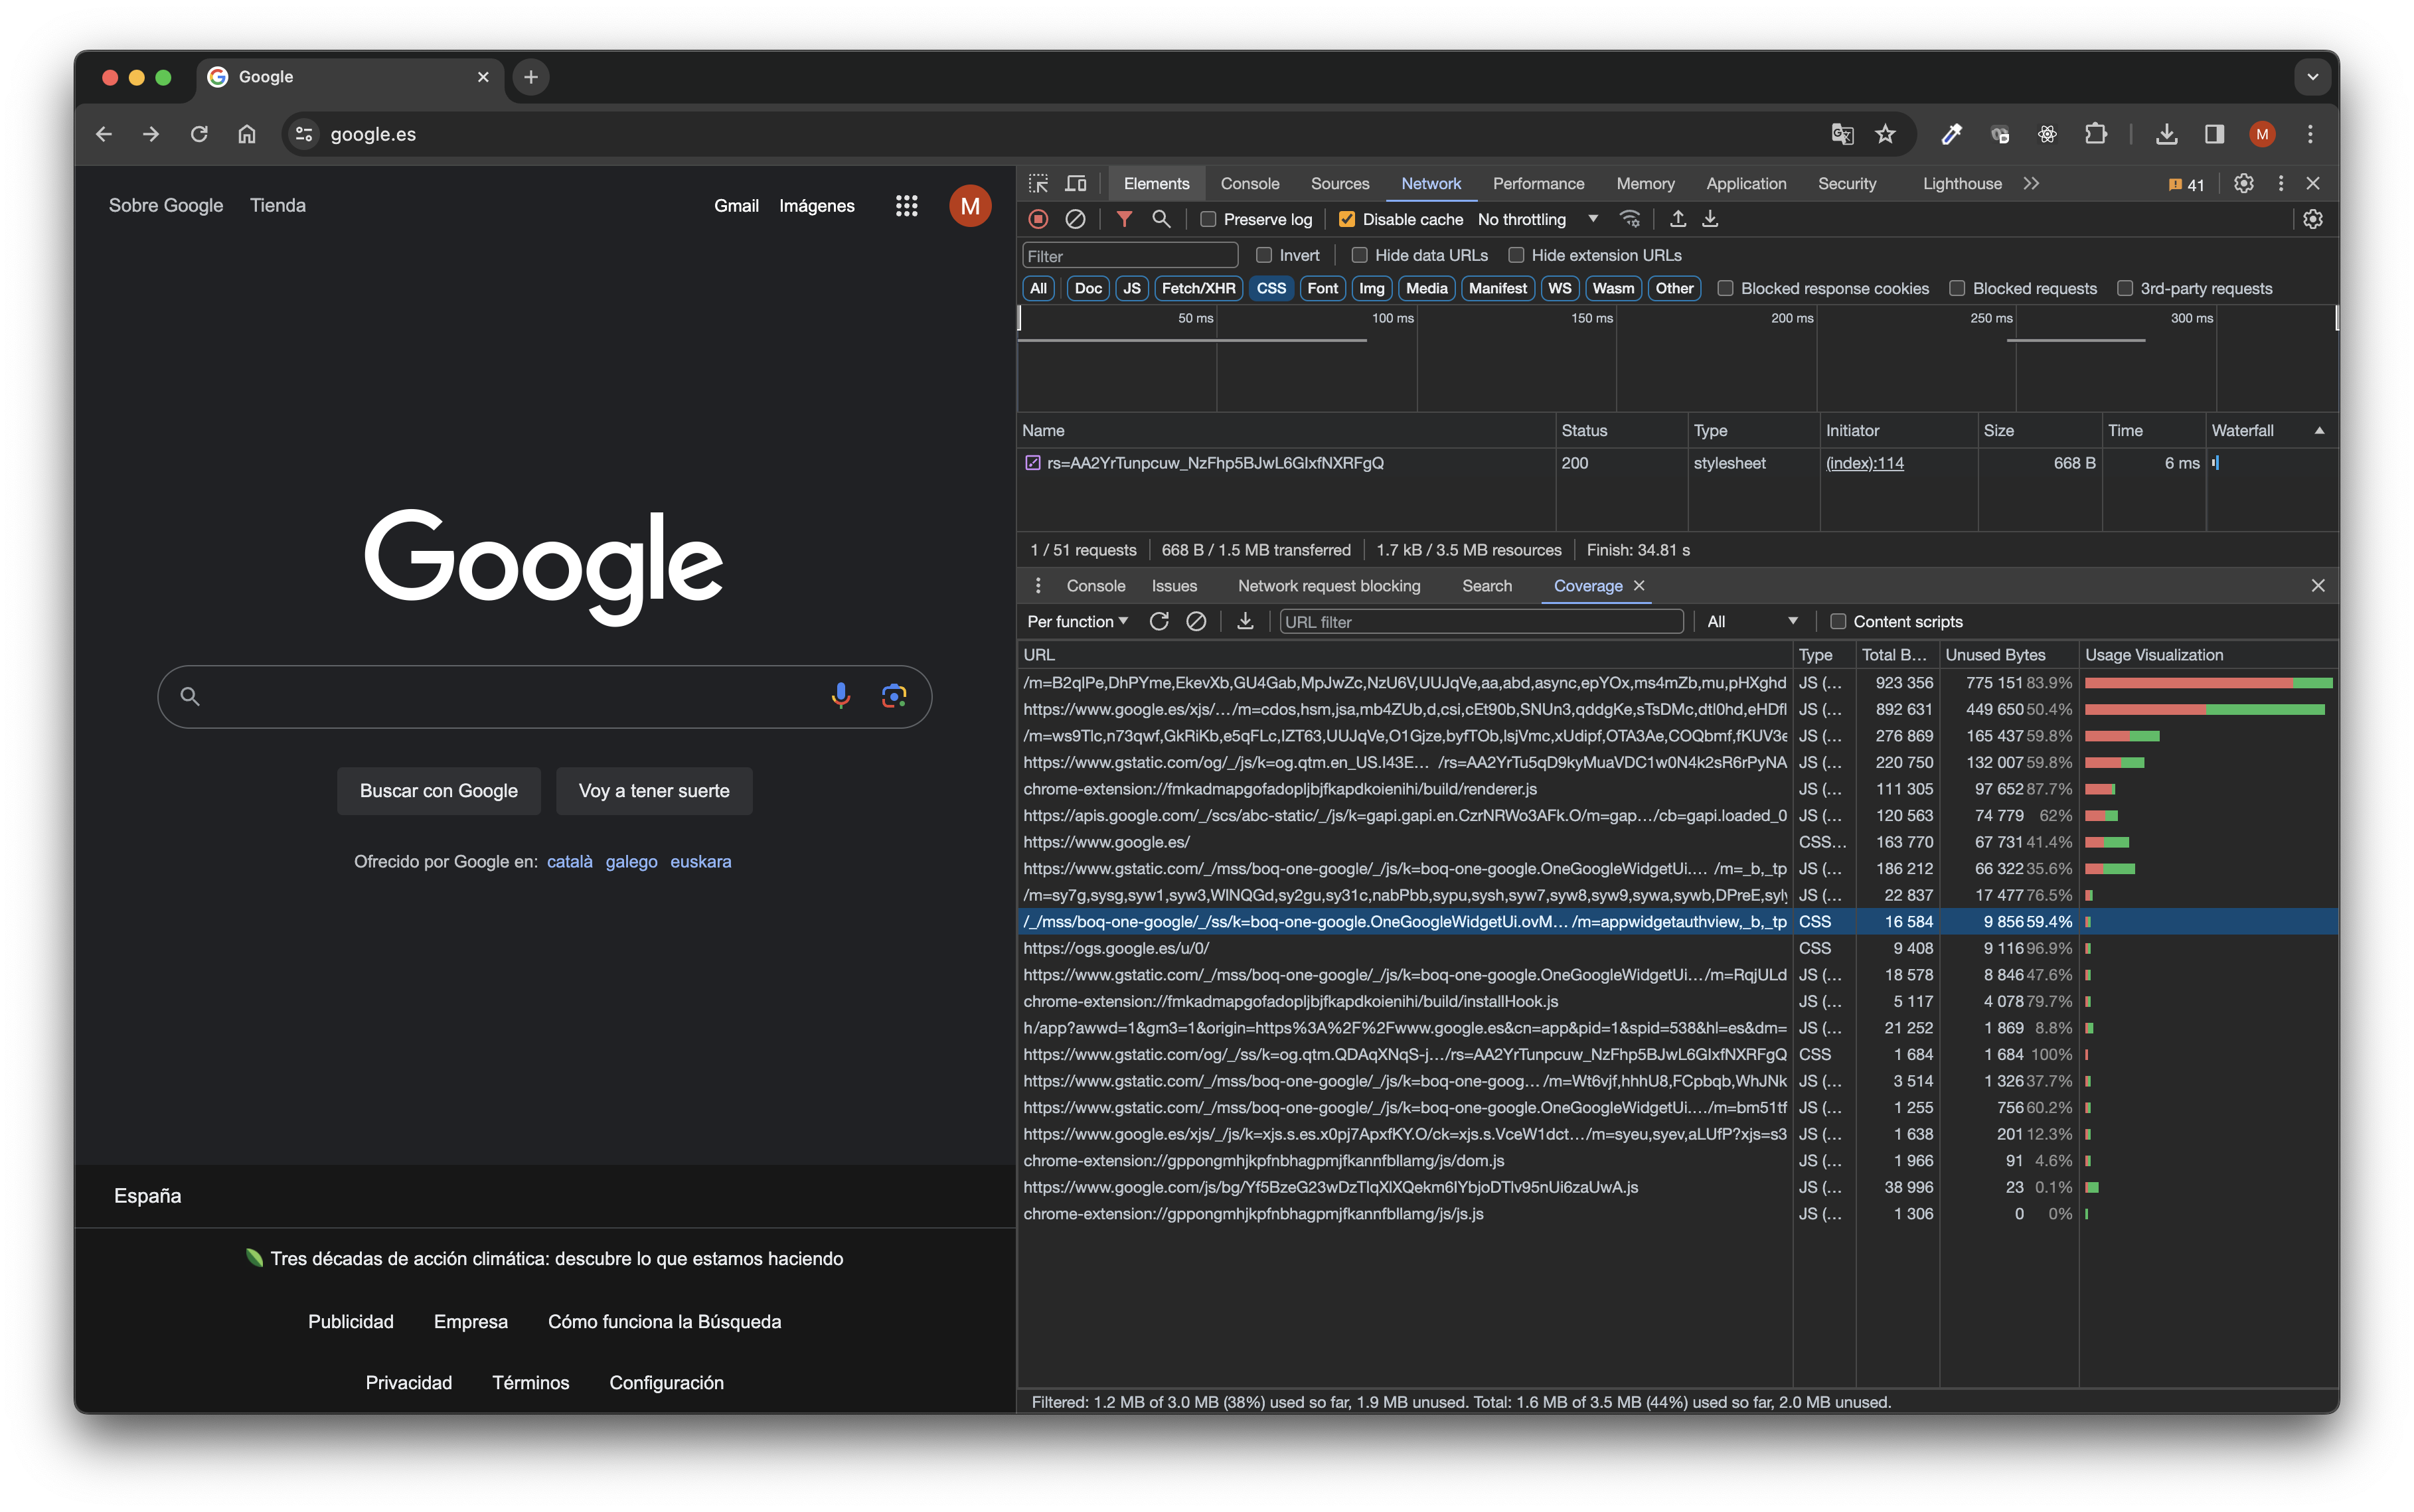 Google
google.es
M
Sobre Google Tienda
Gmail Imágenes M
Google
Buscar con Google Voy a tener suerte
Ofrecido por Google en: català galego euskara
España
Tres décadas de acción climática: descubre lo que estamos haciendo
Publicidad Empresa Cómo funciona la Búsqueda
Privacidad Términos Configuración
Elements Console Sources Network Performance Memory Application Security Lighthouse 41
Preserve log Disable cache No throttling
Filter Invert Hide data URLs Hide extension URLs
All Doc JS Fetch/XHR CSS Font Img Media Manifest WS Wasm Other Blocked response cookies Blocked requests 3rd-party requests
50 ms 100 ms 150 ms 200 ms 250 ms 300 ms
Name Status Type Initiator Size Time Waterfall
rs=AA2YrTunpcuw_NzFhp5BJwL6GlxfNXRFgQ 200 stylesheet (index):114 668 B 6 ms
1 / 51 requests 668 B / 1.5 MB transferred 1.7 kB / 3.5 MB resources Finish: 34.81 s
Console Issues Network request blocking Search Coverage
Per function URL filter All Content scripts
URL Type Total B… Unused Bytes Usage Visualization
/m=B2qlPe,DhPYme,EkevXb,GU4Gab,MpJwZc,NzU6V,UUJqVe,aa,abd,async,epYOx,ms4mZb,mu,pHXghd JS (… 923 356 775 151 83.9%
https://www.google.es/xjs/…/m=cdos,hsm,jsa,mb4ZUb,d,csi,cEt90b,SNUn3,qddgKe,sTsDMc,dtl0hd,eHDfl JS (… 892 631 449 650 50.4%
/m=ws9Tlc,n73qwf,GkRiKb,e5qFLc,IZT63,UUJqVe,O1Gjze,byfTOb,lsjVmc,xUdipf,OTA3Ae,COQbmf,fKUV3e JS (… 276 869 165 437 59.8%
https://www.gstatic.com/og/_/js/k=og.qtm.en_US.I43E… /rs=AA2YrTu5qD9kyMuaVDC1w0N4k2sR6rPyNA JS (… 220 750 132 007 59.8%
chrome-extension://fmkadmapgofadopljbjfkapdkoienihi/build/renderer.js JS (… 111 305 97 652 87.7%
https://apis.google.com/_/scs/abc-static/_/js/k=gapi.gapi.en.CzrNRWo3AFk.O/m=gap…/cb=gapi.loaded_0 JS (… 120 563 74 779 62%
https://www.google.es/ CSS… 163 770 67 731 41.4%
https://www.gstatic.com/_/mss/boq-one-google/_/js/k=boq-one-google.OneGoogleWidgetUi.… /m=_b,_tp JS (… 186 212 66 322 35.6%
/m=sy7g,sysg,syw1,syw3,WlNQGd,sy2gu,sy31c,nabPbb,sypu,sysh,syw7,syw8,syw9,sywa,sywb,DPreE,syly JS (… 22 837 17 477 76.5%
/_/mss/boq-one-google/_/ss/k=boq-one-google.OneGoogleWidgetUi.ovM… /m=appwidgetauthview,_b,_tp CSS 16 584 9 856 59.4%
https://ogs.google.es/u/0/ CSS 9 408 9 116 96.9%
https://www.gstatic.com/_/mss/boq-one-google/_/js/k=boq-one-google.OneGoogleWidgetUi…/m=RqjULd JS (… 18 578 8 846 47.6%
chrome-extension://fmkadmapgofadopljbjfkapdkoienihi/build/installHook.js JS (… 5 117 4 078 79.7%
h/app?awwd=1&gm3=1&origin=https%3A%2F%2Fwww.google.es&cn=app&pid=1&spid=538&hl=es&dm= JS (… 21 252 1 869 8.8%
https://www.gstatic.com/og/_/ss/k=og.qtm.QDAqXNqS-j…/rs=AA2YrTunpcuw_NzFhp5BJwL6GlxfNXRFgQ CSS 1 684 1 684 100%
https://www.gstatic.com/_/mss/boq-one-google/_/js/k=boq-one-goog… /m=Wt6vjf,hhhU8,FCpbqb,WhJNk JS (… 3 514 1 326 37.7%
https://www.gstatic.com/_/mss/boq-one-google/_/js/k=boq-one-google.OneGoogleWidgetUi.…/m=bm51tf JS (… 1 255 756 60.2%
https://www.google.es/xjs/_/js/k=xjs.s.es.x0pj7ApxfKY.O/ck=xjs.s.VceW1dct…/m=syeu,syev,aLUfP?xjs=s3 JS (… 1 638 201 12.3%
chrome-extension://gppongmhjkpfnbhagpmjfkannfbllamg/js/dom.js JS (… 1 966 91 4.6%
https://www.google.com/js/bg/Yf5BzeG23wDzTlqXlXQekm6lYbjoDTlv95nUi6zaUwA.js JS (… 38 996 23 0.1%
chrome-extension://gppongmhjkpfnbhagpmjfkannfbllamg/js/js.js JS (… 1 306 0 0%
Filtered: 1.2 MB of 3.0 MB (38%) used so far, 1.9 MB unused. Total: 1.6 MB of 3.5 MB (44%) used so far, 2.0 MB unused.